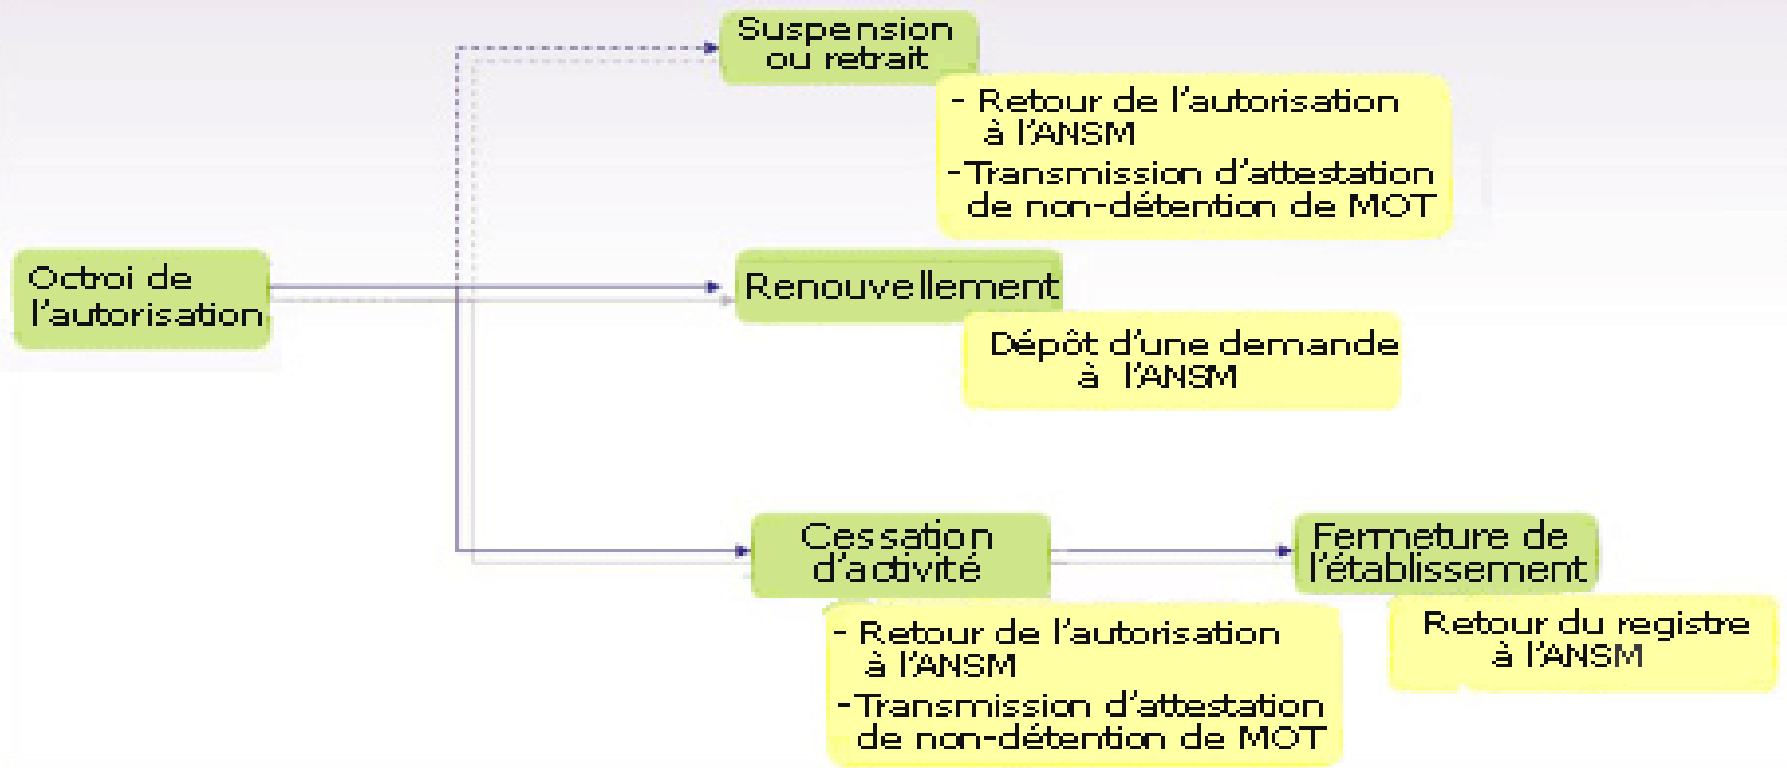 Suspension
ou retrait
- Retour de l'autorisation
à l'ANSM
-Transmission d'attestation
de non-détention de MOT
Octroi de
l'autorisation
Renouvellement
Dépôt d'une demande
à l'ANSM
Cessation
d'activité
- Retour de l'autorisation
à l'ANSM
-Transmission d'attestation
de non-détention de MOT
Fermeture de
l'établissement
Retour du registre
à l'ANSM